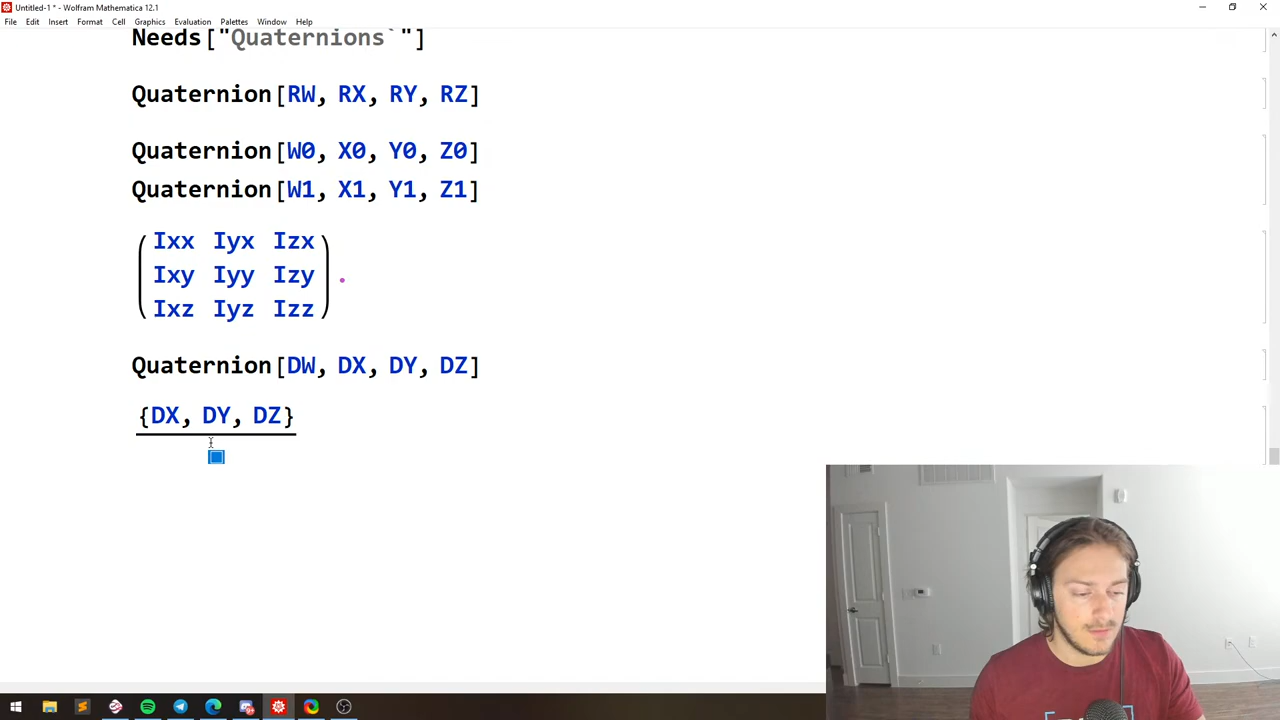 Untitled-1 * - Wolfram Mathematica 12.1
File Edit Insert Format Cell Graphics Evaluation Palettes Window Help
Needs["Quaternions`"]
Quaternion[RW, RX, RY, RZ]
Quaternion[W0, X0, Y0, Z0]
Quaternion[W1, X1, Y1, Z1]
Ixx Iyx Izx
Ixy Iyy Izy .
Ixz Iyz Izz
Quaternion[DW, DX, DY, DZ]
{DX, DY, DZ}